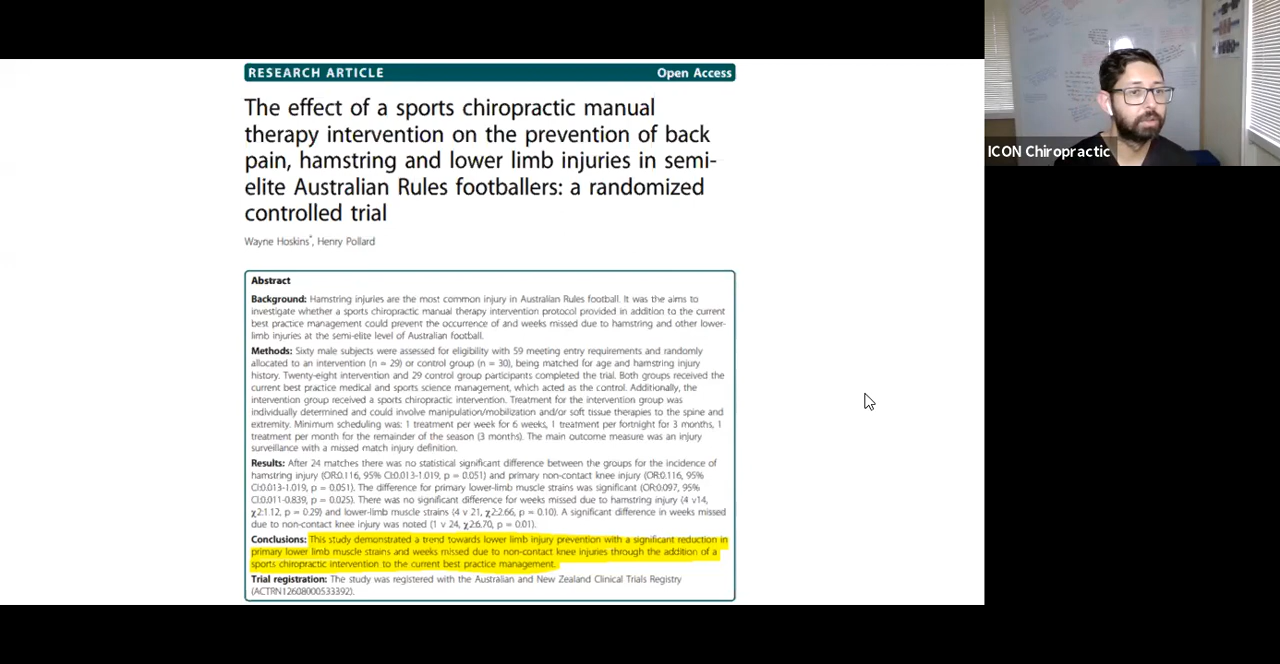 RESEARCH ARTICLE Open Access
The effect of a sports chiropractic manual
therapy intervention on the prevention of back
pain, hamstring and lower limb injuries in semi-
elite Australian Rules footballers: a randomized
controlled trial
Wayne Hoskins*, Henry Pollard
Abstract
Background: Hamstring injuries are the most common injury in Australian Rules football. It was the aims to
investigate whether a sports chiropractic manual therapy intervention protocol provided in addition to the current
best practice management could prevent the occurrence of and weeks missed due to hamstring and other lower-
limb injuries at the semi-elite level of Australian football.
Methods: Sixty male subjects were assessed for eligibility with 59 meeting entry requirements and randomly
allocated to an intervention (n = 29) or control group (n = 30), being matched for age and hamstring injury
history. Twenty-eight intervention and 29 control group participants completed the trial. Both groups received the
current best practice medical and sports science management, which acted as the control. Additionally, the
intervention group received a sports chiropractic intervention. Treatment for the intervention group was
individually determined and could involve manipulation/mobilization and/or soft tissue therapies to the spine and
extremity. Minimum scheduling was: 1 treatment per week for 6 weeks, 1 treatment per fortnight for 3 months, 1
treatment per month for the remainder of the season (3 months). The main outcome measure was an injury
surveillance with a missed match injury definition.
Results: After 24 matches there was no statistical significant difference between the groups for the incidence of
hamstring injury (OR:0.116, 95% CI:0.013-1.019, p = 0.051) and primary non-contact knee injury (OR:0.116, 95%
CI:0.013-1.019, p = 0.051). The difference for primary lower-limb muscle strains was significant (OR:0.097, 95%
CI:0.011-0.839, p = 0.025). There was no significant difference for weeks missed due to hamstring injury (4 v14,
χ2:1.12, p = 0.29) and lower-limb muscle strains (4 v 21, χ2:2.66, p = 0.10). A significant difference in weeks missed
due to non-contact knee injury was noted (1 v 24, χ2:6.70, p = 0.01).
Conclusions: This study demonstrated a trend towards lower limb injury prevention with a significant reduction in
primary lower limb muscle strains and weeks missed due to non-contact knee injuries through the addition of a
sports chiropractic intervention to the current best practice management.
Trial registration: The study was registered with the Australian and New Zealand Clinical Trials Registry
(ACTRN12608000533392).
ICON Chiropractic